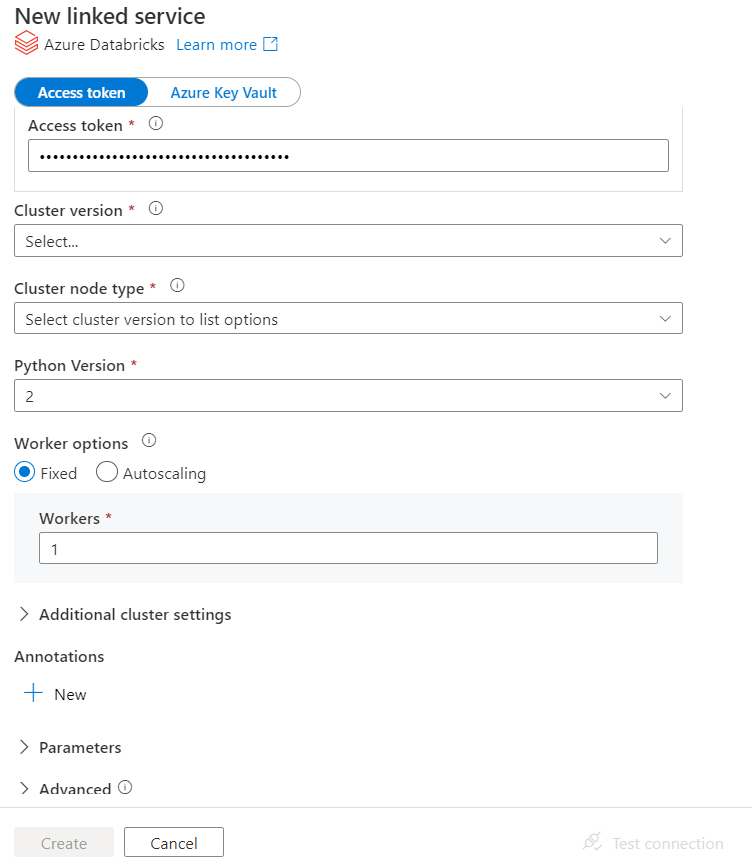 New linked service
Azure Databricks Learn more
Access token Azure Key Vault
Access token *
••••••••••••••••••••••••••••••••••••••
Cluster version *
Select...
Cluster node type *
Select cluster version to list options
Python Version *
2
Worker options
Fixed Autoscaling
Workers *
1
Additional cluster settings
Annotations
New
Parameters
Advanced
Create Cancel Test connection